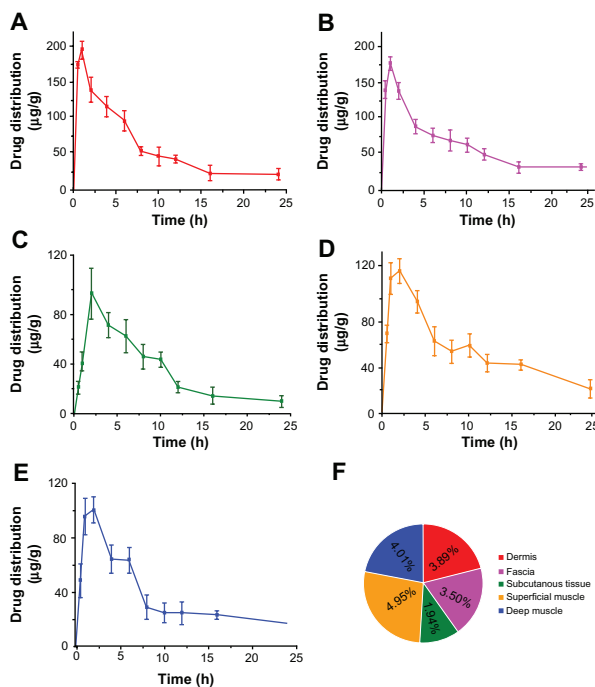 A
Drug distribution
(µg/g)
200
150
100
50
0
0
5
10
15
20
25
Time (h)
B
Drug distribution
(µg/g)
200
150
100
50
0
0
5
10
15
20
25
Time (h)
C
Drug distribution
(µg/g)
120
80
40
0
0
5
10
15
20
25
Time (h)
D
Drug distribution
(µg/g)
120
80
40
0
0
5
10
15
20
25
Time (h)
E
Drug distribution
(µg/g)
120
80
40
0
0
5
10
15
20
25
Time (h)
F
4.01%
3.89%
3.50%
1.94%
4.95%
Dermis
Fascia
Subcutanous tissue
Superficial muscle
Deep muscle